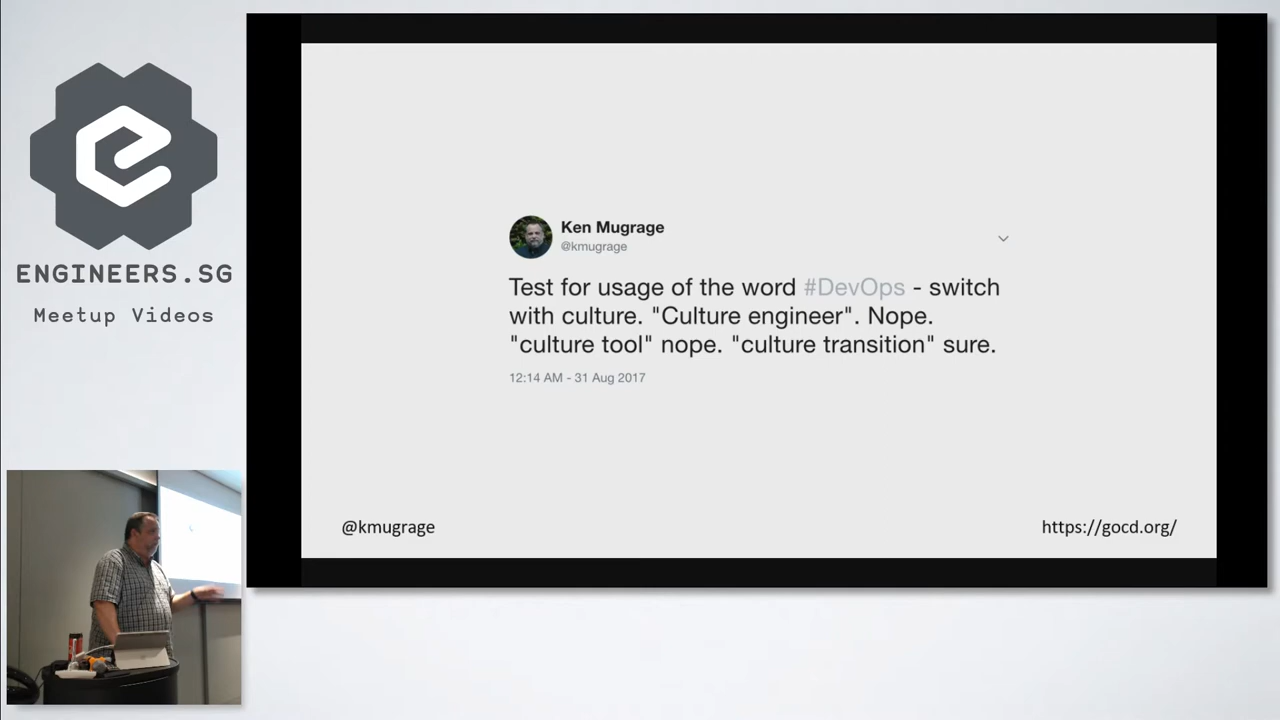 ENGINEERS.SG
Meetup Videos
Ken Mugrage
@kmugrage
Test for usage of the word #DevOps - switch
with culture. "Culture engineer". Nope.
"culture tool" nope. "culture transition" sure.
12:14 AM - 31 Aug 2017
@kmugrage
https://gocd.org/